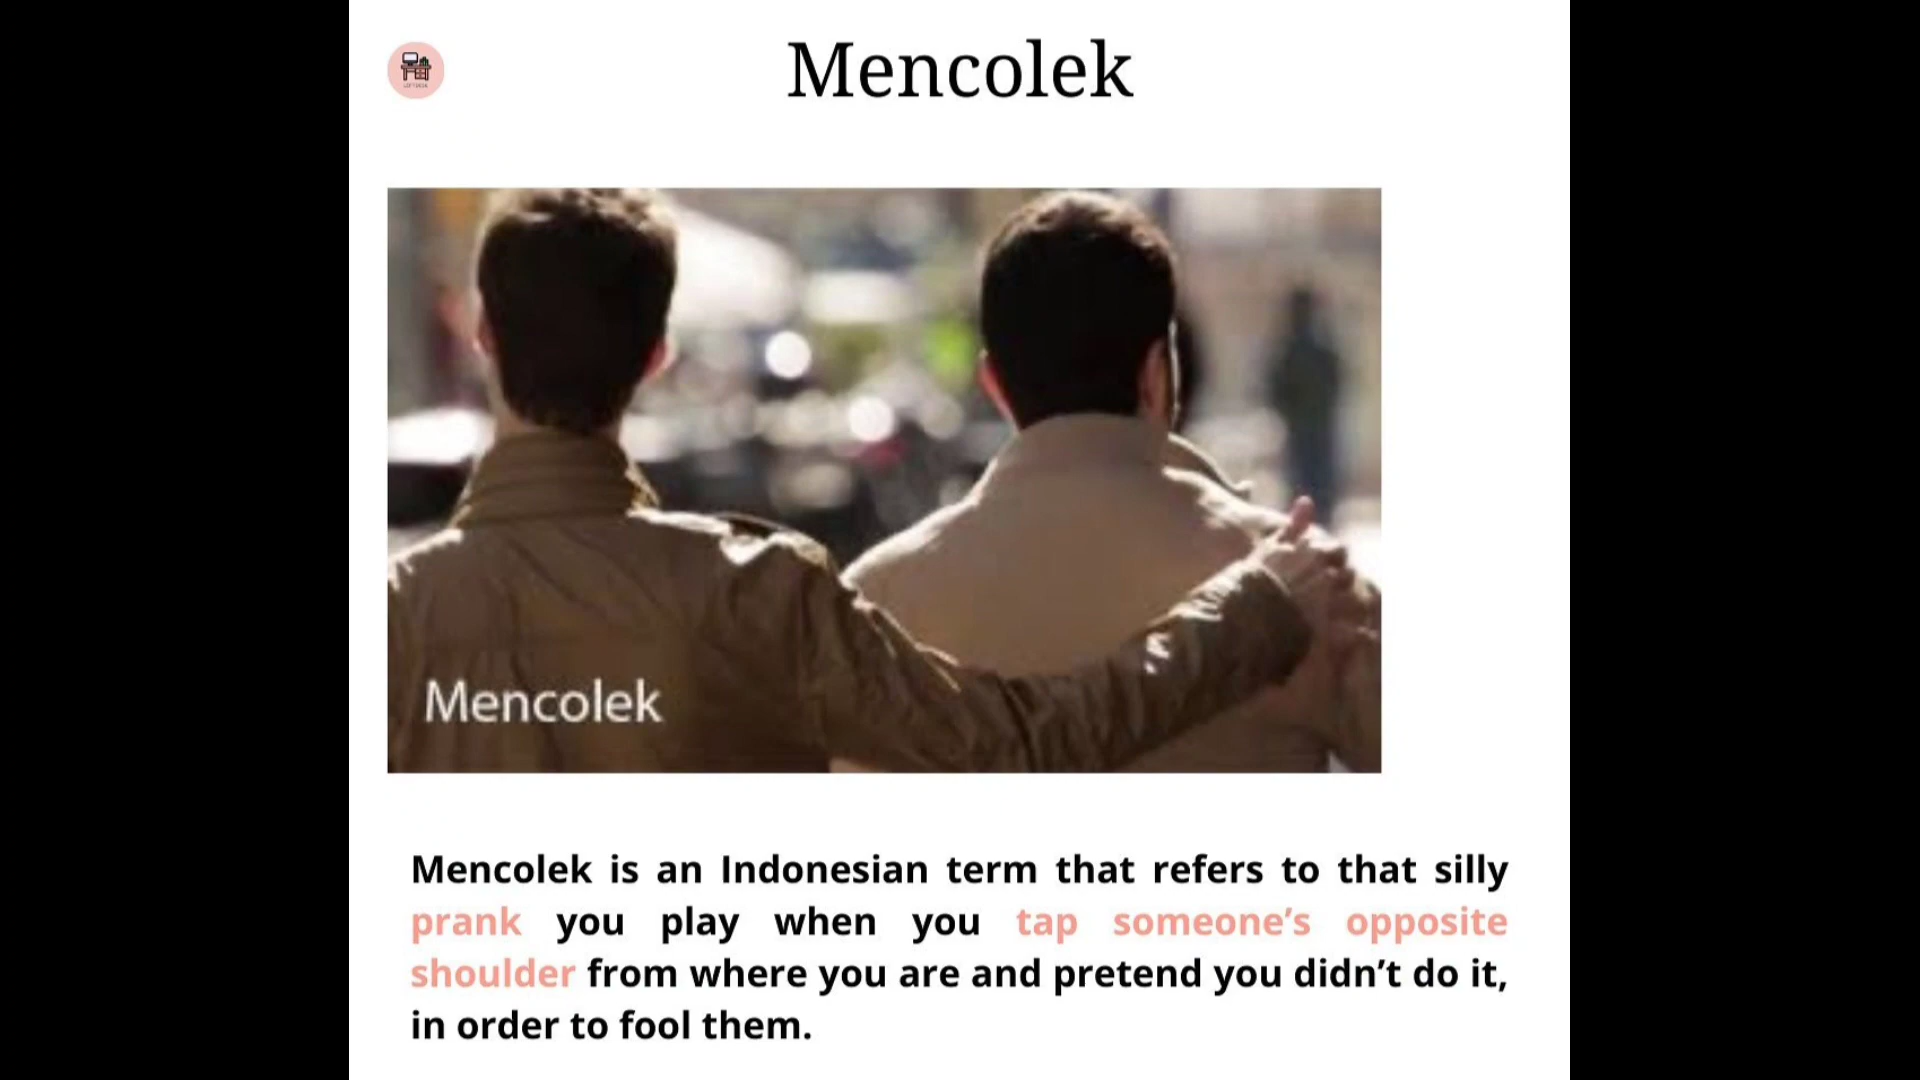 Mencolek
Mencolek
Mencolek is an Indonesian term that refers to that silly
prank you play when you tap someone’s opposite
shoulder from where you are and pretend you didn’t do it,
in order to fool them.